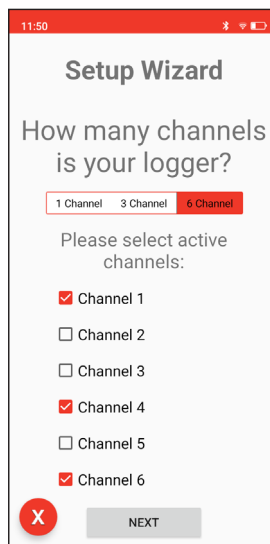 11:50
Setup Wizard
How many channels
is your logger?
1 Channel 3 Channel 6 Channel
Please select active
channels:
Channel 1
Channel 2
Channel 3
Channel 4
Channel 5
Channel 6
X
NEXT